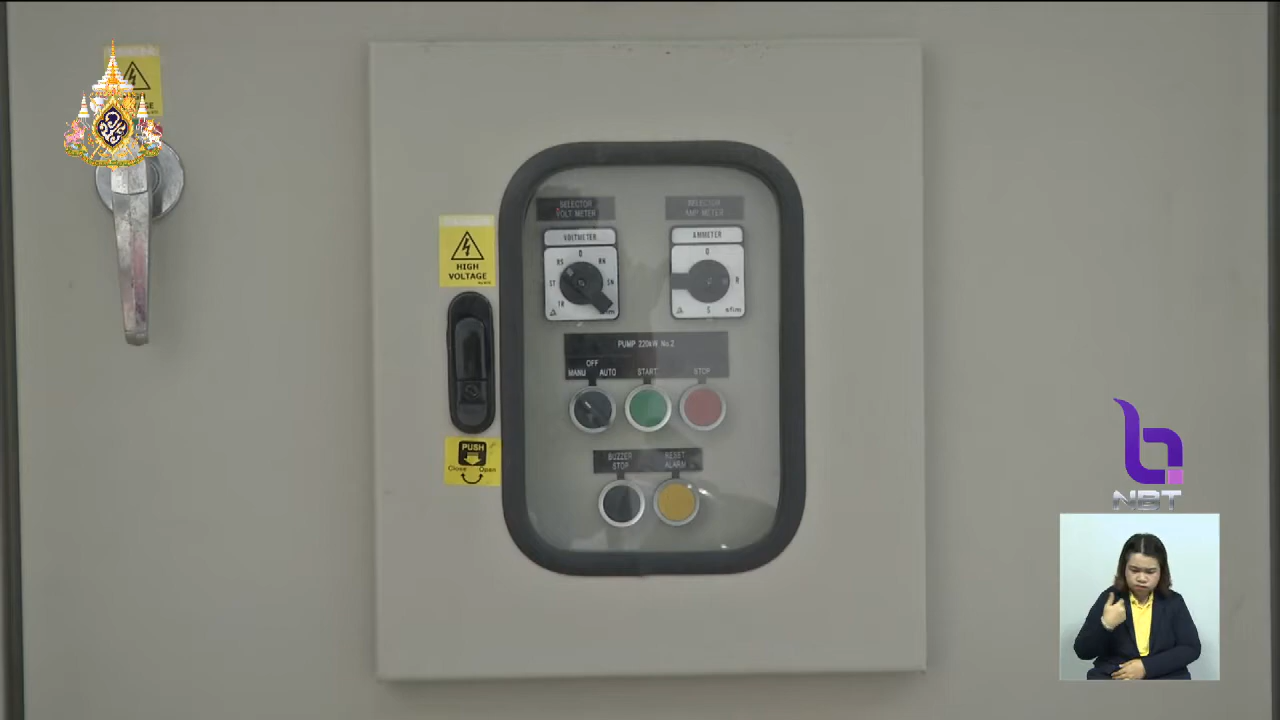 HIGH
VOLTAGE
PUSH
Close Open
SELECTOR
VOLT METER
VOLTMETER
0
RS RN
ST SN
TR
SELECTOR
AMP METER
AMMETER
0
R
S
sfim
PUMP 220kW No.2
OFF
MANU AUTO START STOP
BUZZER
STOP
RESET
ALARM
NBT